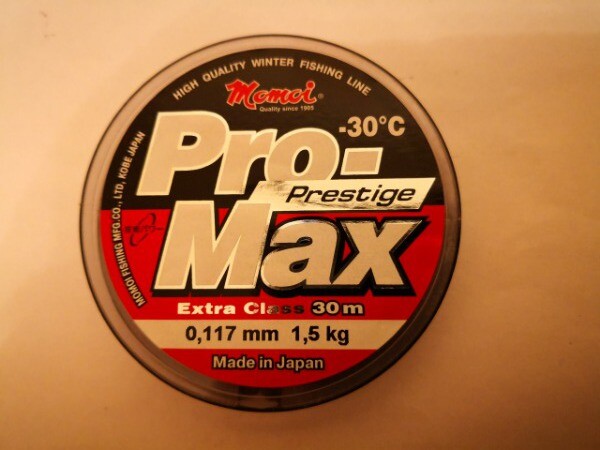 HIGH QUALITY WINTER FISHING LINE
Momoi®
Quality since 1905
-30°C
Pro-
Prestige
Max
MOMOI FISHING MFG.CO., LTD, KOBE JAPAN
Extra Class 30m
0,117 mm 1,5 kg
Made in Japan